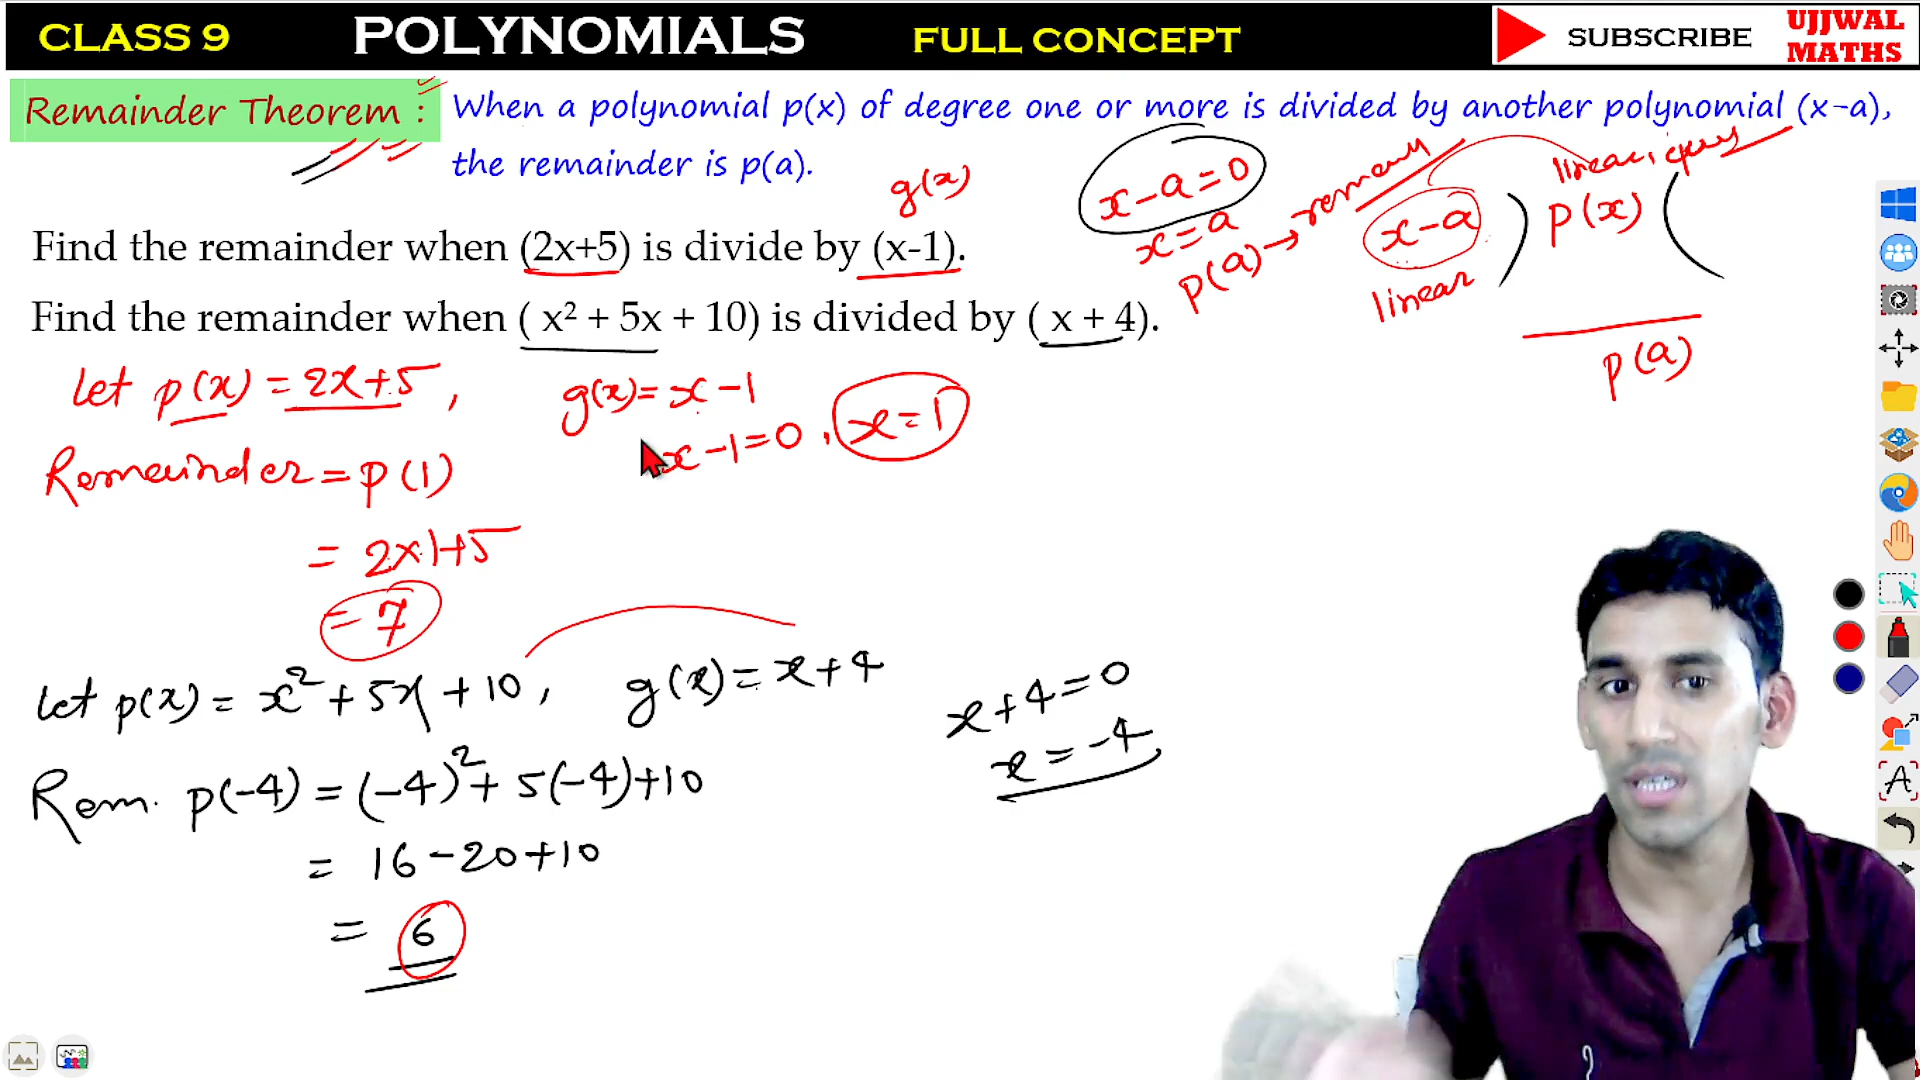 CLASS 9 POLYNOMIALS FULL CONCEPT SUBSCRIBE UJJWAL MATHS
Remainder Theorem : When a polynomial p(x) of degree one or more is divided by another polynomial (x-a),
the remainder is p(a).
g(x)
x-a=0
x=a
p(a)→
x-a ) p(x) (
linear
p(a)
Find the remainder when (2x+5) is divide by (x-1).
Find the remainder when ( x² + 5x + 10) is divided by ( x + 4).
Let p(x) = 2x+5, g(x)= x-1
x-1=0, x=1
Remainder = p(1)
= 2x1+5
= 7
Let p(x) = x²+5x+10, g(x)= x+4
x+4=0
x=-4
Rem. p(-4) = (-4)²+ 5(-4)+10
= 16-20+10
= 6